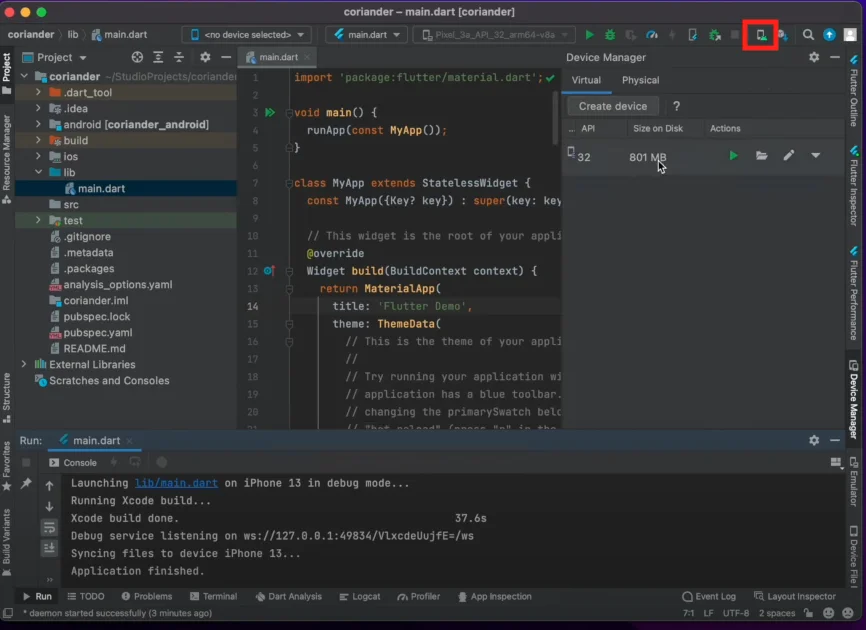 coriander – main.dart [coriander]
coriander lib main.dart <no device selected> main.dart Pixel_3a_API_32_arm64-v8a
Project
coriander ~/StudioProjects/coriander
.dart_tool
.idea
android [coriander_android]
build
ios
lib
main.dart
src
test
.gitignore
.metadata
.packages
analysis_options.yaml
coriander.iml
pubspec.lock
pubspec.yaml
README.md
External Libraries
Scratches and Consoles
main.dart
1 import 'package:flutter/material.dart';
2
3 void main() {
4 runApp(const MyApp());
5 }
6
7 class MyApp extends StatelessWidget {
8 const MyApp({Key? key}) : super(key: key
9
10 // This widget is the root of your appli
11 @override
12 Widget build(BuildContext context) {
13 return MaterialApp(
14 title: 'Flutter Demo',
15 theme: ThemeData(
16 // This is the theme of your appli
17 //
18 // Try running your application wi
19 // application has a blue toolbar.
20 // changing the primarySwatch belo
21 // "hot reload" (press "r" in the
Device Manager
Virtual Physical
Create device ?
... API Size on Disk Actions
32 801 MB
Run: main.dart
Console
Launching lib/main.dart on iPhone 13 in debug mode...
Running Xcode build...
Xcode build done. 37.6s
Debug service listening on ws://127.0.0.1:49834/VlxcdeUujfE=/ws
Syncing files to device iPhone 13...
Application finished.
Run TODO Problems Terminal Dart Analysis Logcat Profiler App Inspection Event Log Layout Inspector
* daemon started successfully (3 minutes ago) 7:1 LF UTF-8 2 spaces
Project
Resource Manager
Structure
Favorites
Build Variants
Flutter Outline
Flutter Inspector
Flutter Performance
Device Manager
Emulator
Device File